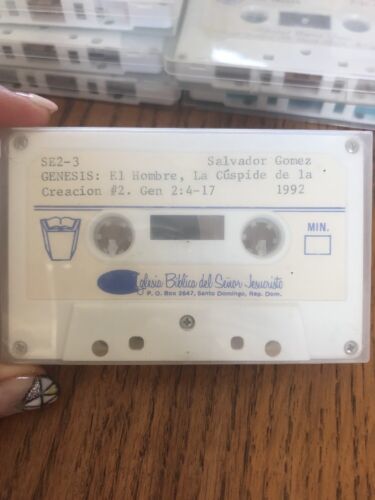 SE2-3 Salvador Gomez
GENESIS: El Hombre, La Cúspide de la
Creacion #2. Gen 2:4-17 1992
MIN.
Iglesia Bíblica del Señor Jesucristo
P. O. Box 2847, Santo Domingo, Rep. Dom.